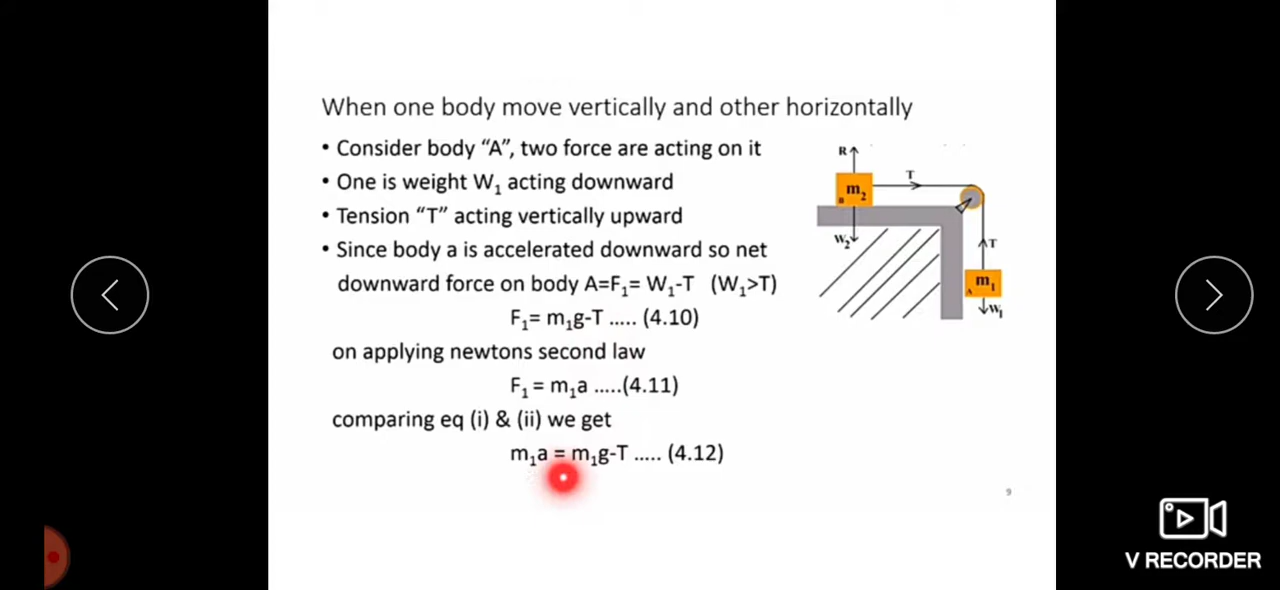 When one body move vertically and other horizontally
• Consider body “A”, two force are acting on it
• One is weight W₁ acting downward
• Tension “T” acting vertically upward
• Since body a is accelerated downward so net
downward force on body A=F₁= W₁-T (W₁>T)
F₁= m₁g-T ..... (4.10)
on applying newtons second law
F₁ = m₁a .....(4.11)
comparing eq (i) & (ii) we get
m₁a = m₁g-T ..... (4.12)
R
T
m₂
B
W₂
T
m₁
A
W₁
9
V RECORDER